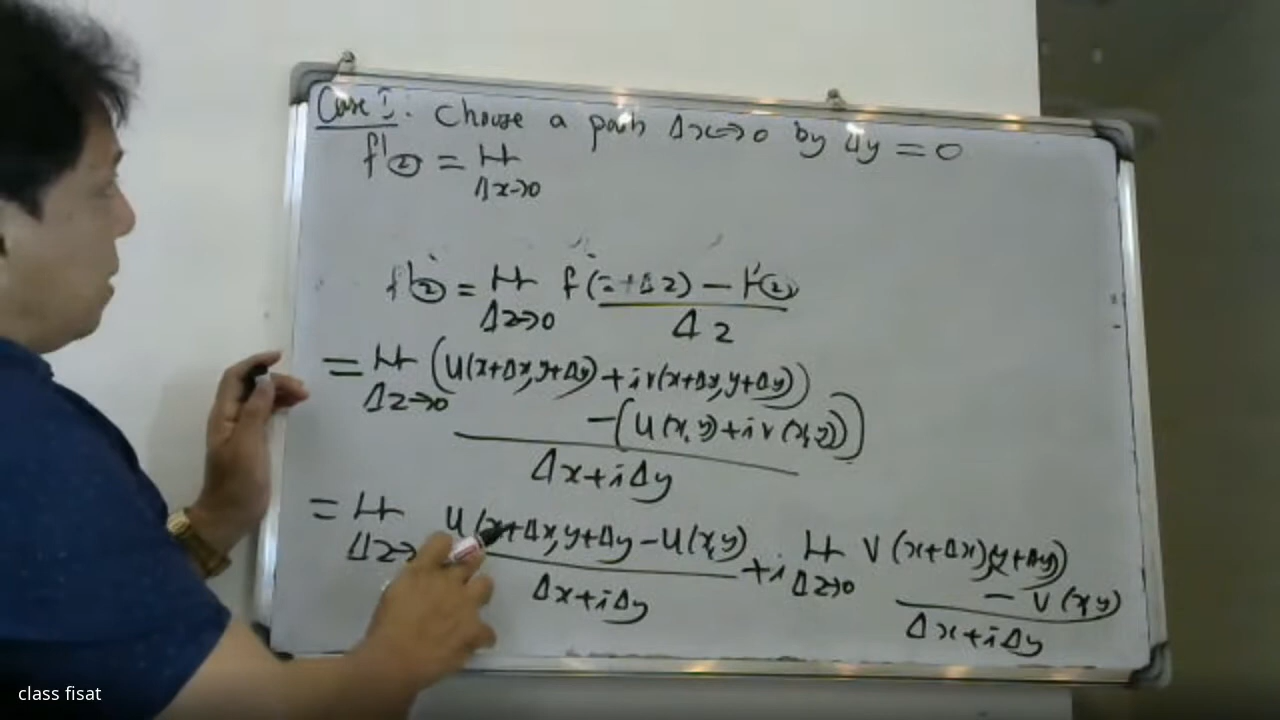 Case I: Choose a path Δx→0 by Δy = 0
f'(z) = Lt
Δx→0
f'(z) = Lt f(z+Δz) − f(z)
Δz→0 Δz
= Lt (u(x+Δx, y+Δy) + iv(x+Δx, y+Δy))
Δz→0 −(u(x,y)+iv(x,y)))
Δx+iΔy
= Lt u(x+Δx, y+Δy − u(x,y) + i Lt v(x+Δx),(y+Δy)
Δz→ Δx+iΔy Δz→0 − v(x,y)
Δx+iΔy
class fisat